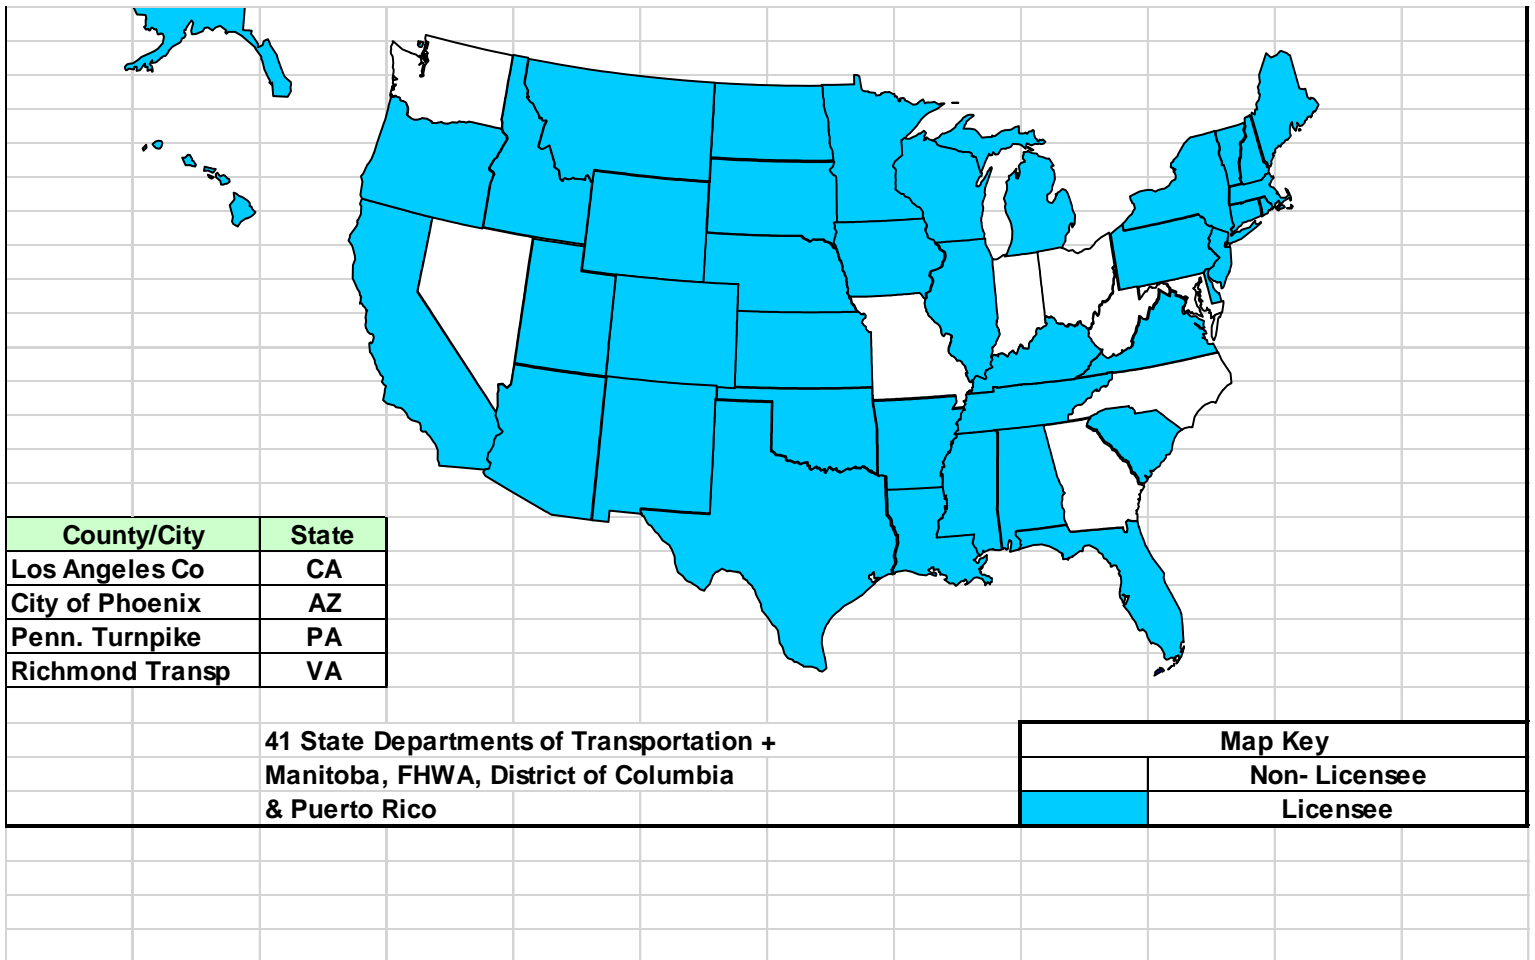 County/City State
Los Angeles Co CA
City of Phoenix AZ
Penn. Turnpike PA
Richmond Transp VA
41 State Departments of Transportation +
Manitoba, FHWA, District of Columbia
& Puerto Rico
Map Key
Non- Licensee
Licensee